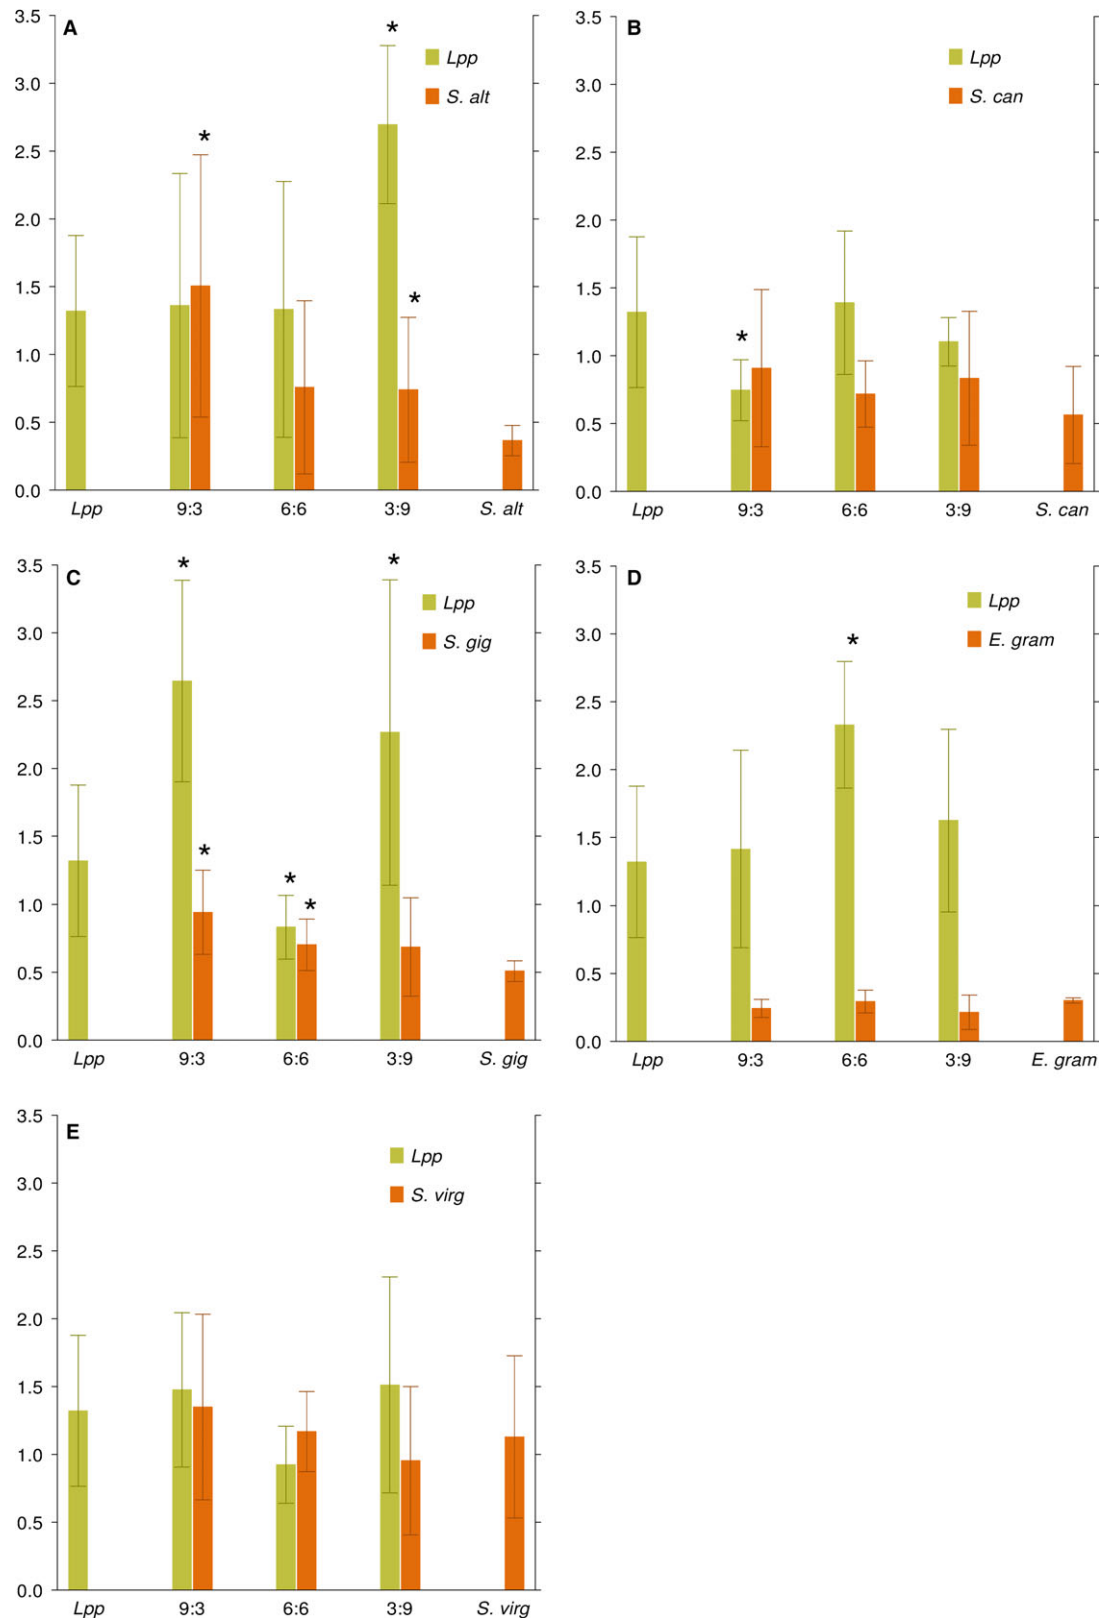 A
3.5
3.0
2.5
2.0
1.5
1.0
0.5
0.0
*
*
*
Lpp
S. alt
Lpp 9:3 6:6 3:9 S. alt
B
3.5
3.0
2.5
2.0
1.5
1.0
0.5
0.0
*
Lpp
S. can
Lpp 9:3 6:6 3:9 S. can
C
3.5
3.0
2.5
2.0
1.5
1.0
0.5
0.0
*
*
*
*
*
Lpp
S. gig
Lpp 9:3 6:6 3:9 S. gig
D
3.5
3.0
2.5
2.0
1.5
1.0
0.5
0.0
*
Lpp
E. gram
Lpp 9:3 6:6 3:9 E. gram
E
3.5
3.0
2.5
2.0
1.5
1.0
0.5
0.0
Lpp
S. virg
Lpp 9:3 6:6 3:9 S. virg